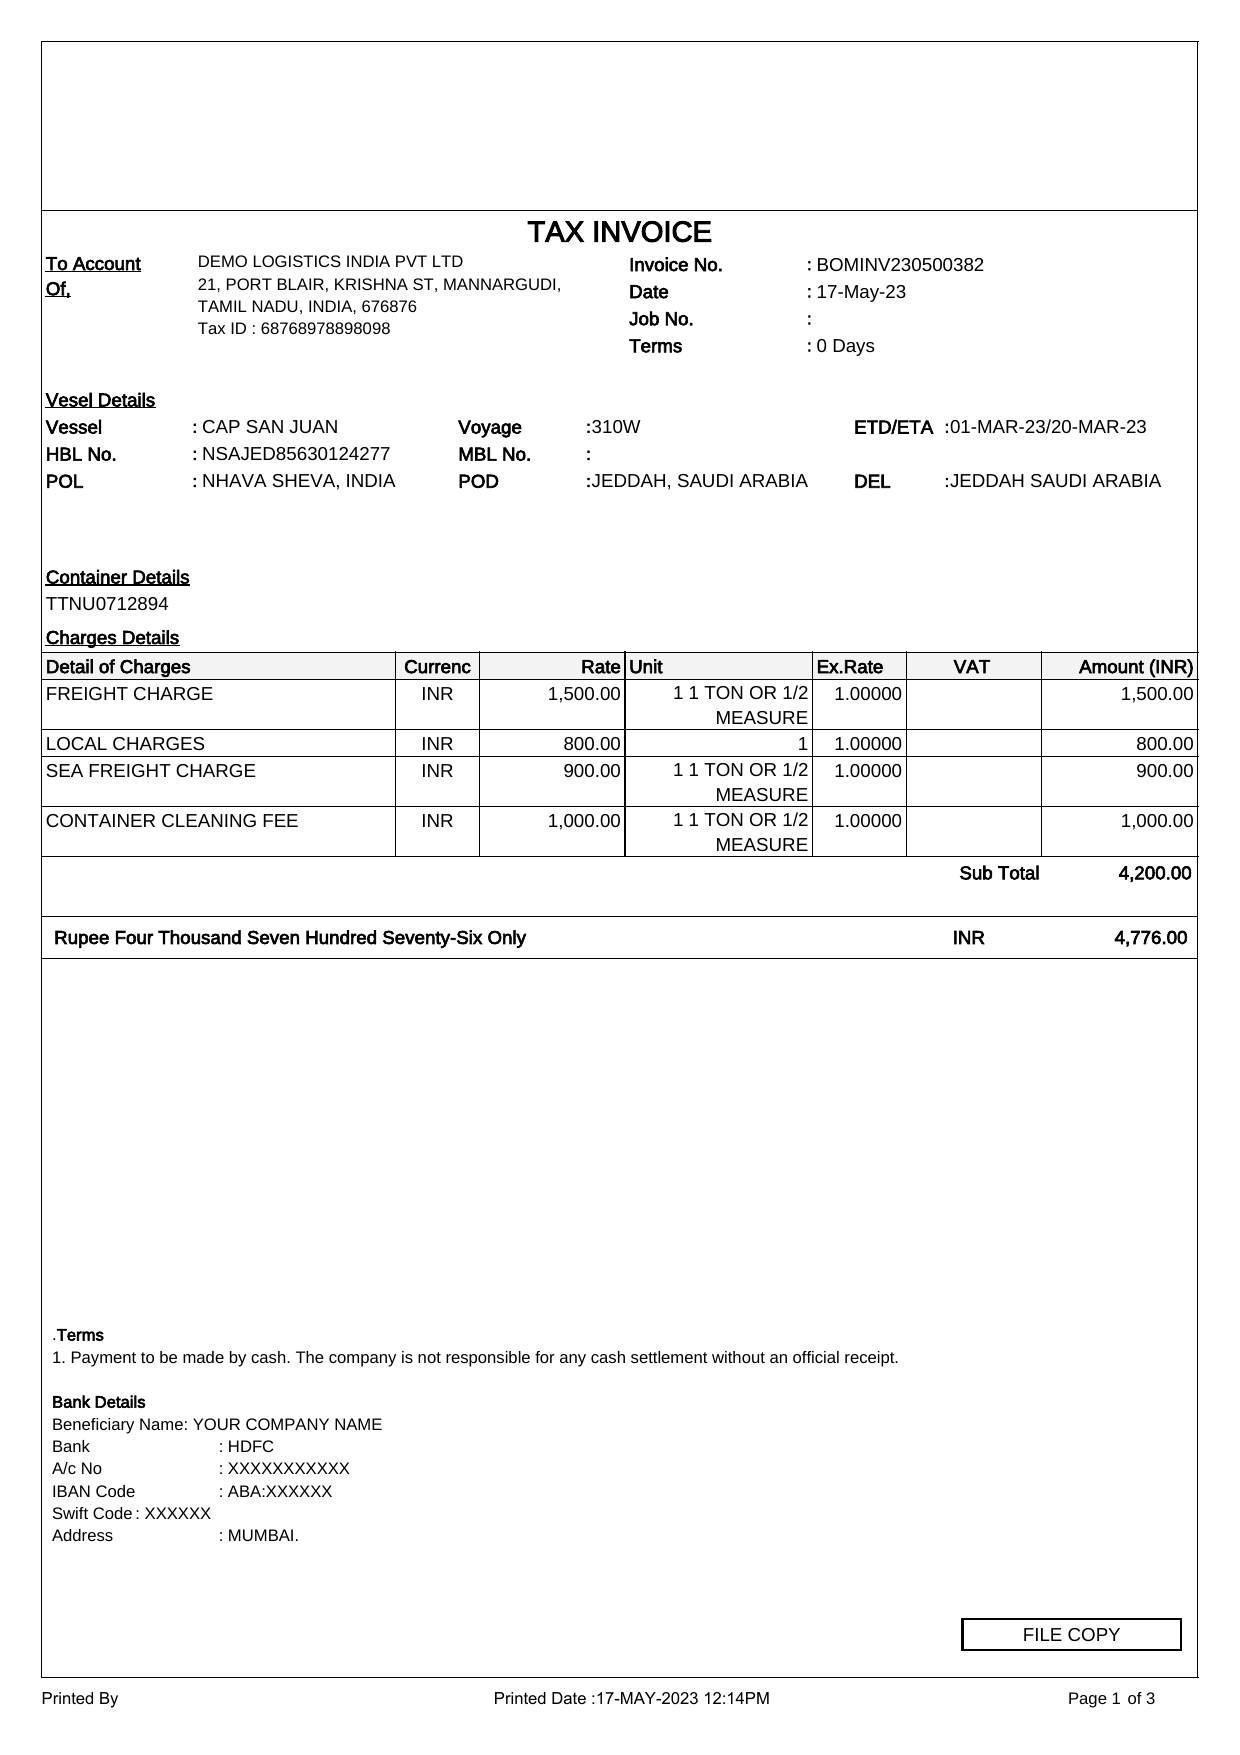 TAX INVOICE
To Account Of,
DEMO LOGISTICS INDIA PVT LTD
21, PORT BLAIR, KRISHNA ST, MANNARGUDI,
TAMIL NADU, INDIA, 676876
Tax ID : 68768978898098
Invoice No. : BOMINV230500382
Date : 17-May-23
Job No. :
Terms : 0 Days
Vesel Details
Vessel : CAP SAN JUAN Voyage :310W ETD/ETA :01-MAR-23/20-MAR-23
HBL No. : NSAJED85630124277 MBL No. :
POL : NHAVA SHEVA, INDIA POD :JEDDAH, SAUDI ARABIA DEL :JEDDAH SAUDI ARABIA
Container Details
TTNU0712894
Charges Details
Detail of Charges Currenc Rate Unit Ex.Rate VAT Amount (INR)
FREIGHT CHARGE INR 1,500.00 1 1 TON OR 1/2 1.00000 1,500.00
MEASURE
LOCAL CHARGES INR 800.00 1 1.00000 800.00
SEA FREIGHT CHARGE INR 900.00 1 1 TON OR 1/2 1.00000 900.00
MEASURE
CONTAINER CLEANING FEE INR 1,000.00 1 1 TON OR 1/2 1.00000 1,000.00
MEASURE
Sub Total 4,200.00
Rupee Four Thousand Seven Hundred Seventy-Six Only INR 4,776.00
.Terms
1. Payment to be made by cash. The company is not responsible for any cash settlement without an official receipt.
Bank Details
Beneficiary Name: YOUR COMPANY NAME
Bank : HDFC
A/c No : XXXXXXXXXXX
IBAN Code : ABA:XXXXXX
Swift Code : XXXXXX
Address : MUMBAI.
FILE COPY
Printed By Printed Date :17-MAY-2023 12:14PM Page 1 of 3